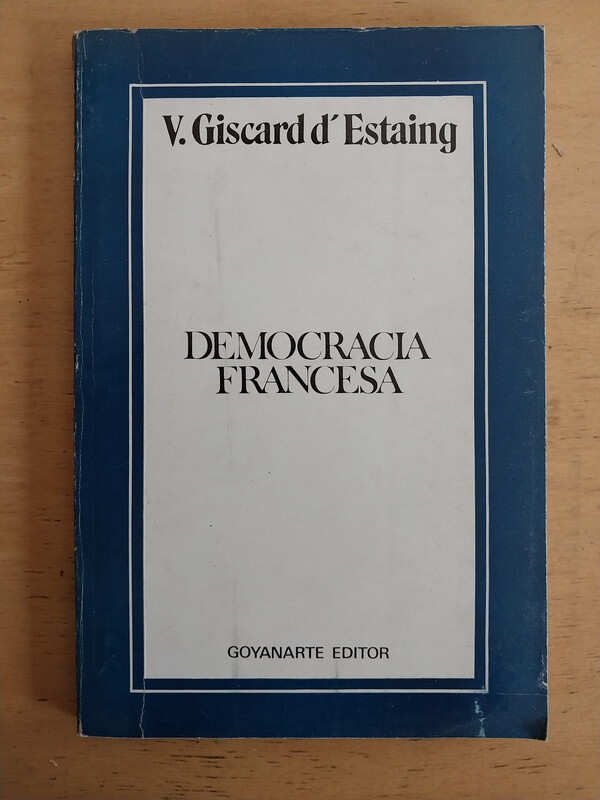 V. Giscard d´Estaing
DEMOCRACIA
FRANCESA
GOYANARTE EDITOR